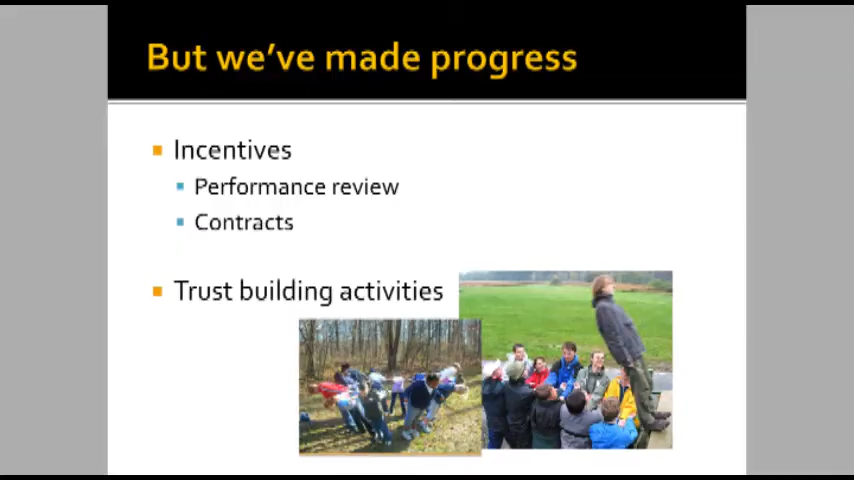 But we've made progress
Incentives
Performance review
Contracts
Trust building activities